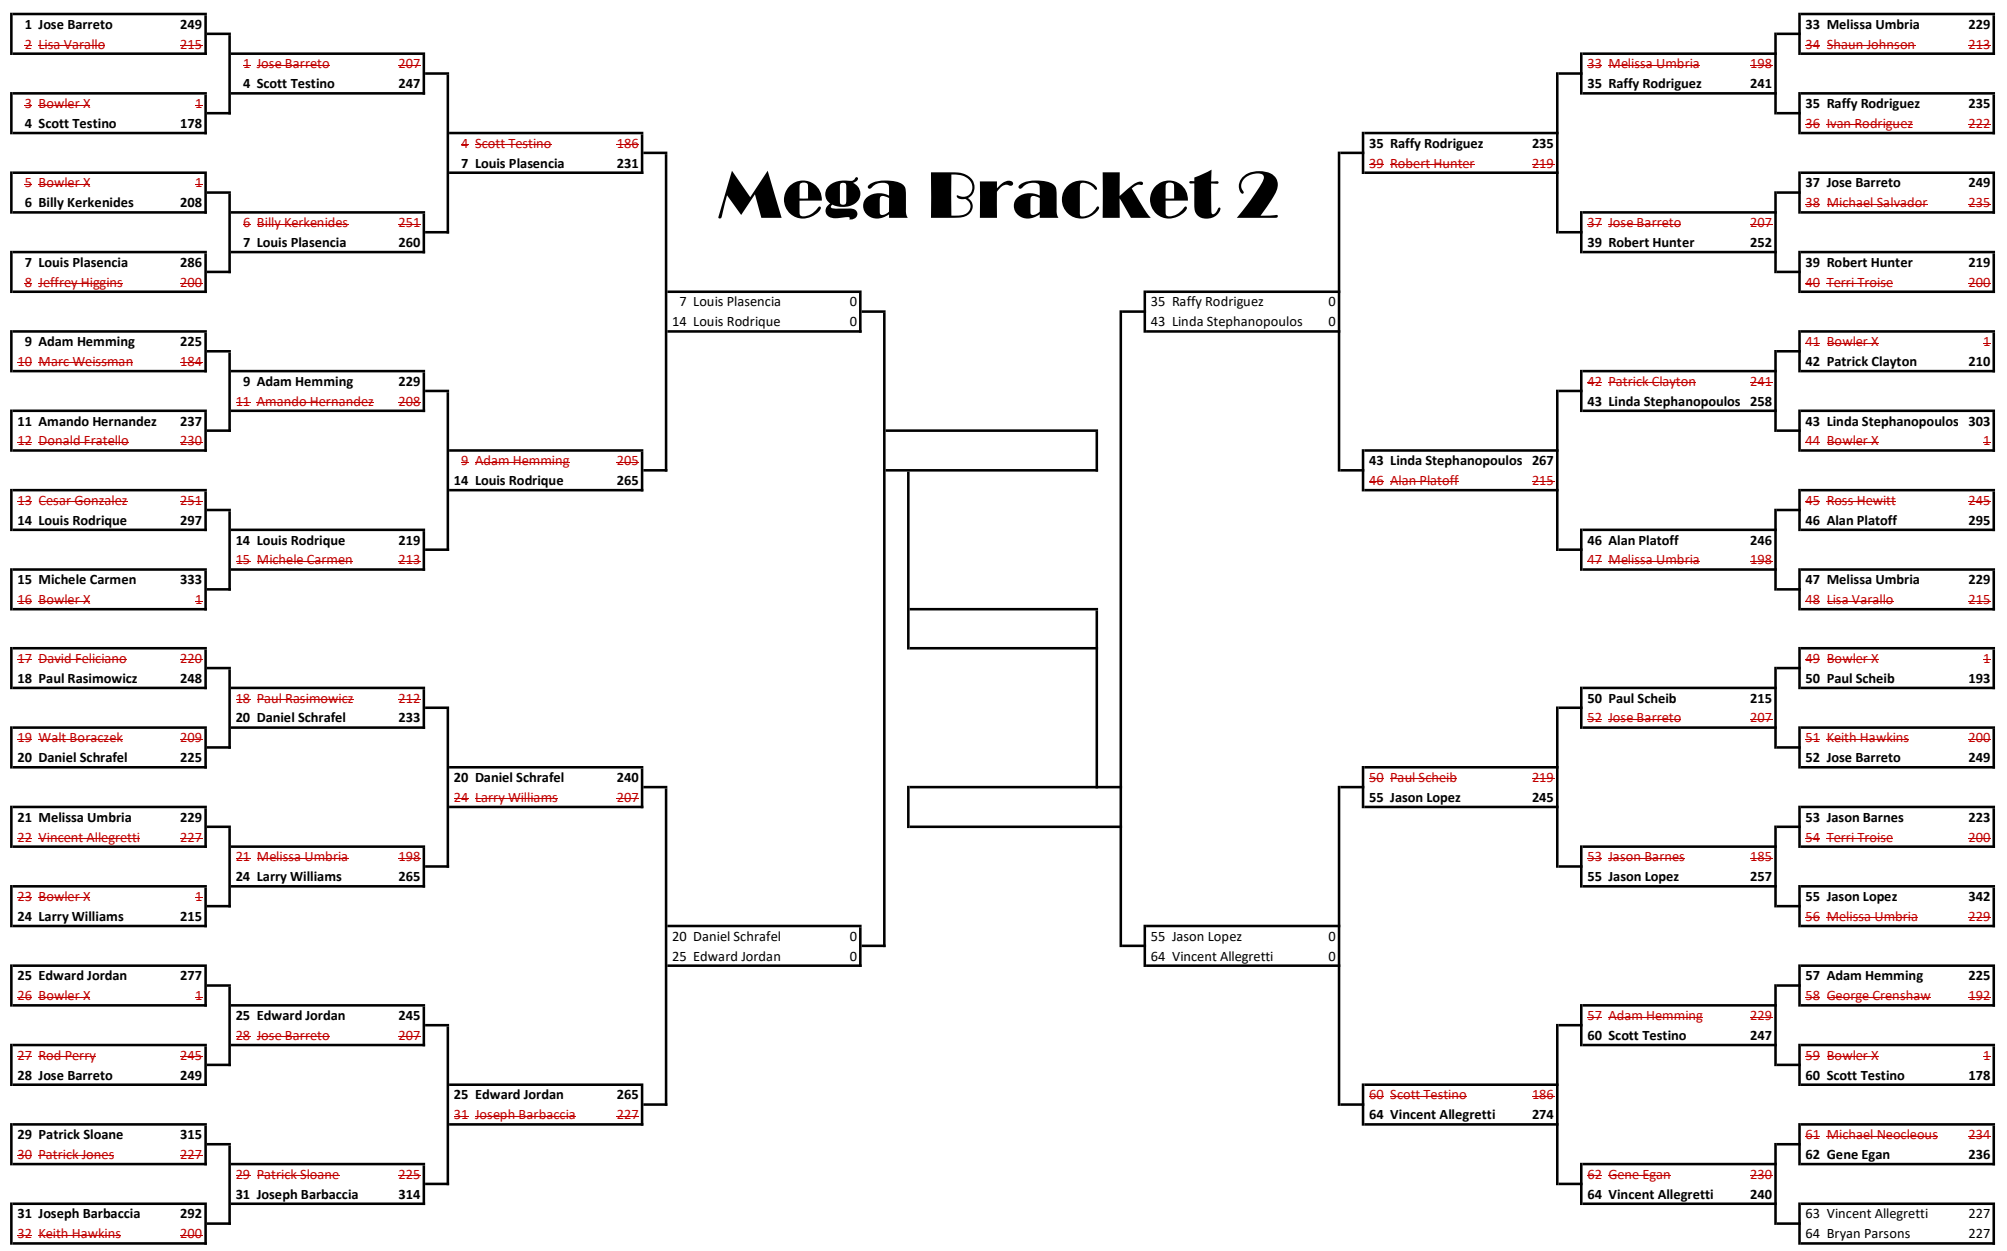 Mega Bracket 2
1 Jose Barreto 249
2 Lisa Varallo 215
3 Bowler X 1
4 Scott Testino 178
5 Bowler X 1
6 Billy Kerkenides 208
7 Louis Plasencia 286
8 Jeffrey Higgins 200
9 Adam Hemming 225
10 Marc Weissman 184
11 Amando Hernandez 237
12 Donald Fratello 230
13 Cesar Gonzalez 251
14 Louis Rodrique 297
15 Michele Carmen 333
16 Bowler X 1
17 David Feliciano 220
18 Paul Rasimowicz 248
19 Walt Boraczek 209
20 Daniel Schrafel 225
21 Melissa Umbria 229
22 Vincent Allegretti 227
23 Bowler X 1
24 Larry Williams 215
25 Edward Jordan 277
26 Bowler X 1
27 Rod Perry 245
28 Jose Barreto 249
29 Patrick Sloane 315
30 Patrick Jones 227
31 Joseph Barbaccia 292
32 Keith Hawkins 200
1 Jose Barreto 207
4 Scott Testino 247
6 Billy Kerkenides 251
7 Louis Plasencia 260
9 Adam Hemming 229
11 Amando Hernandez 208
14 Louis Rodrique 219
15 Michele Carmen 213
18 Paul Rasimowicz 212
20 Daniel Schrafel 233
21 Melissa Umbria 198
24 Larry Williams 265
25 Edward Jordan 245
28 Jose Barreto 207
29 Patrick Sloane 225
31 Joseph Barbaccia 314
4 Scott Testino 186
7 Louis Plasencia 231
9 Adam Hemming 205
14 Louis Rodrique 265
20 Daniel Schrafel 240
24 Larry Williams 207
25 Edward Jordan 265
31 Joseph Barbaccia 227
7 Louis Plasencia 0
14 Louis Rodrique 0
20 Daniel Schrafel 0
25 Edward Jordan 0
35 Raffy Rodriguez 0
43 Linda Stephanopoulos 0
55 Jason Lopez 0
64 Vincent Allegretti 0
35 Raffy Rodriguez 235
39 Robert Hunter 219
43 Linda Stephanopoulos 267
46 Alan Platoff 215
50 Paul Scheib 219
55 Jason Lopez 245
60 Scott Testino 186
64 Vincent Allegretti 274
33 Melissa Umbria 198
35 Raffy Rodriguez 241
37 Jose Barreto 207
39 Robert Hunter 252
42 Patrick Clayton 241
43 Linda Stephanopoulos 258
46 Alan Platoff 246
47 Melissa Umbria 198
50 Paul Scheib 215
52 Jose Barreto 207
53 Jason Barnes 185
55 Jason Lopez 257
57 Adam Hemming 229
60 Scott Testino 247
62 Gene Egan 230
64 Vincent Allegretti 240
33 Melissa Umbria 229
34 Shaun Johnson 213
35 Raffy Rodriguez 235
36 Ivan Rodriguez 222
37 Jose Barreto 249
38 Michael Salvador 235
39 Robert Hunter 219
40 Terri Troise 200
41 Bowler X 1
42 Patrick Clayton 210
43 Linda Stephanopoulos 303
44 Bowler X 1
45 Ross Hewitt 245
46 Alan Platoff 295
47 Melissa Umbria 229
48 Lisa Varallo 215
49 Bowler X 1
50 Paul Scheib 193
51 Keith Hawkins 200
52 Jose Barreto 249
53 Jason Barnes 223
54 Terri Troise 200
55 Jason Lopez 342
56 Melissa Umbria 229
57 Adam Hemming 225
58 George Crenshaw 192
59 Bowler X 1
60 Scott Testino 178
61 Michael Neocleous 234
62 Gene Egan 236
63 Vincent Allegretti 227
64 Bryan Parsons 227